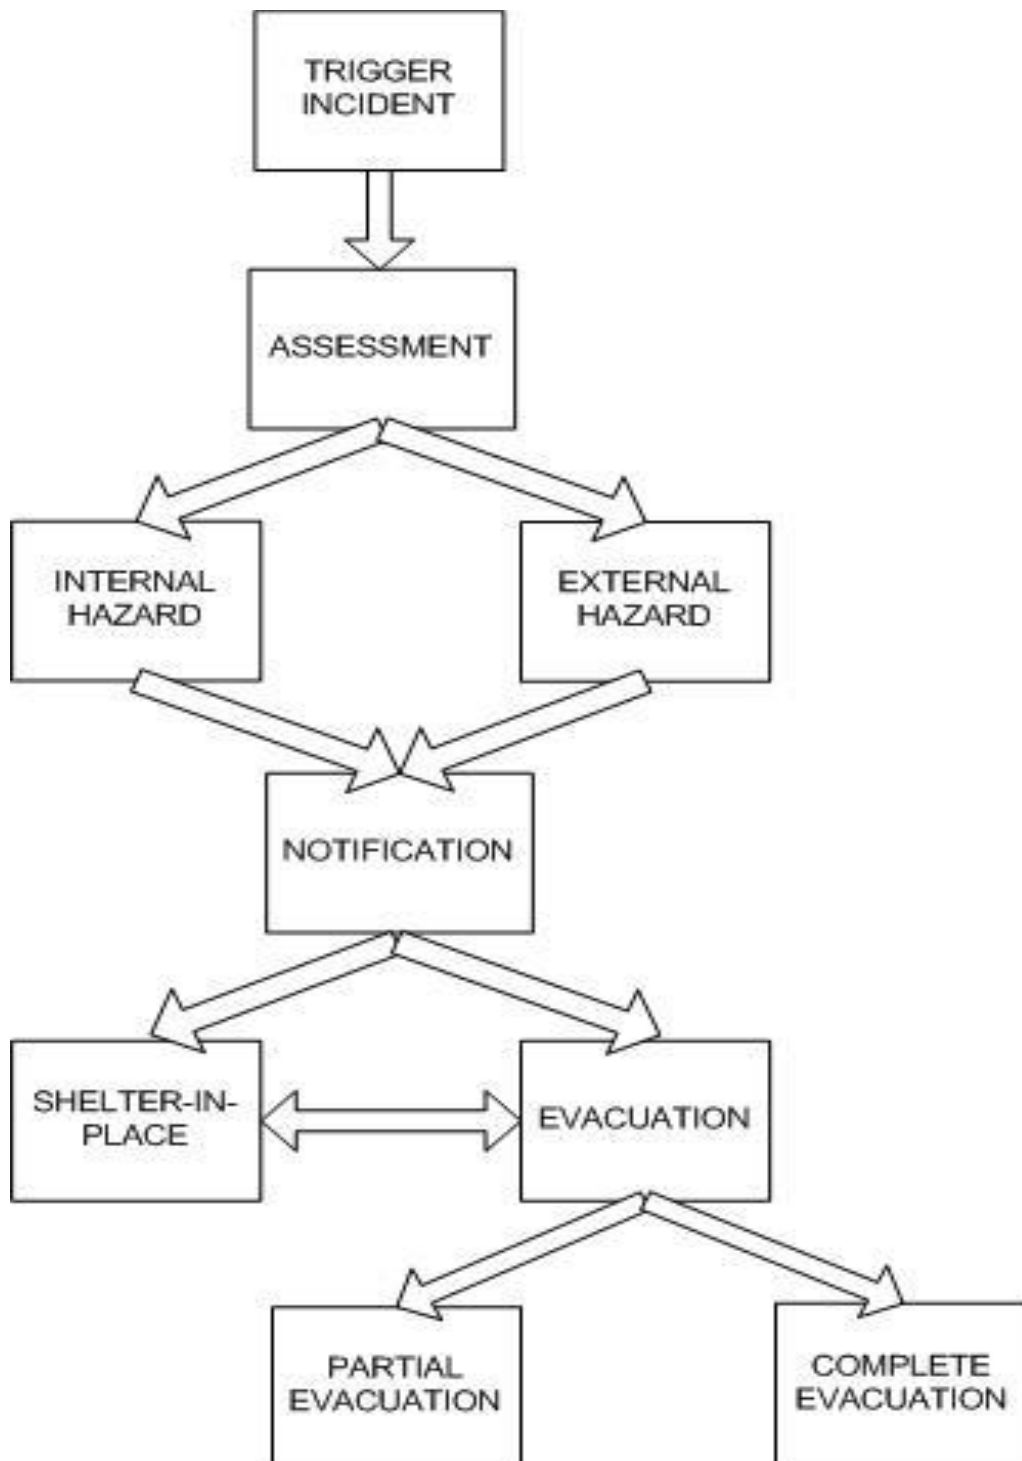 TRIGGER
INCIDENT
ASSESSMENT
INTERNAL
HAZARD
EXTERNAL
HAZARD
NOTIFICATION
SHELTER-IN-
PLACE
EVACUATION
PARTIAL
EVACUATION
COMPLETE
EVACUATION